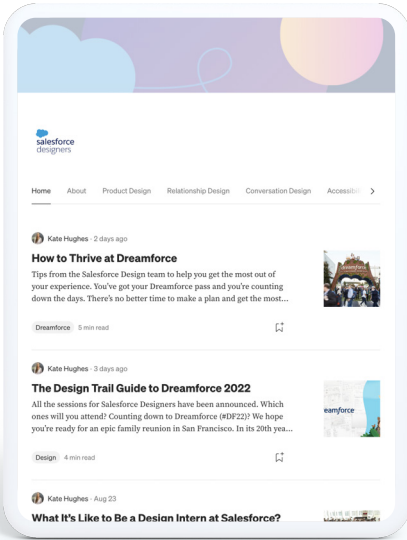 salesforce
designers
Home About Product Design Relationship Design Conversation Design
Kate Hughes · 2 days ago
How to Thrive at Dreamforce
Tips from the Salesforce Design team to help you get the most out of
your experience. You've got your Dreamforce pass and you're counting
down the days. There's no better time to make a plan and get the most...
Dreamforce 5 min read
Kate Hughes · 3 days ago
The Design Trail Guide to Dreamforce 2022
All the sessions for Salesforce Designers have been announced. Which
ones will you attend? Counting down to Dreamforce (#DF22)? We hope
you're ready for an epic family reunion in San Francisco. In its 20th yea...
eamforce
Design 4 min read
Kate Hughes · Aug 23
What It's Like to Be a Design Intern at Salesforce?